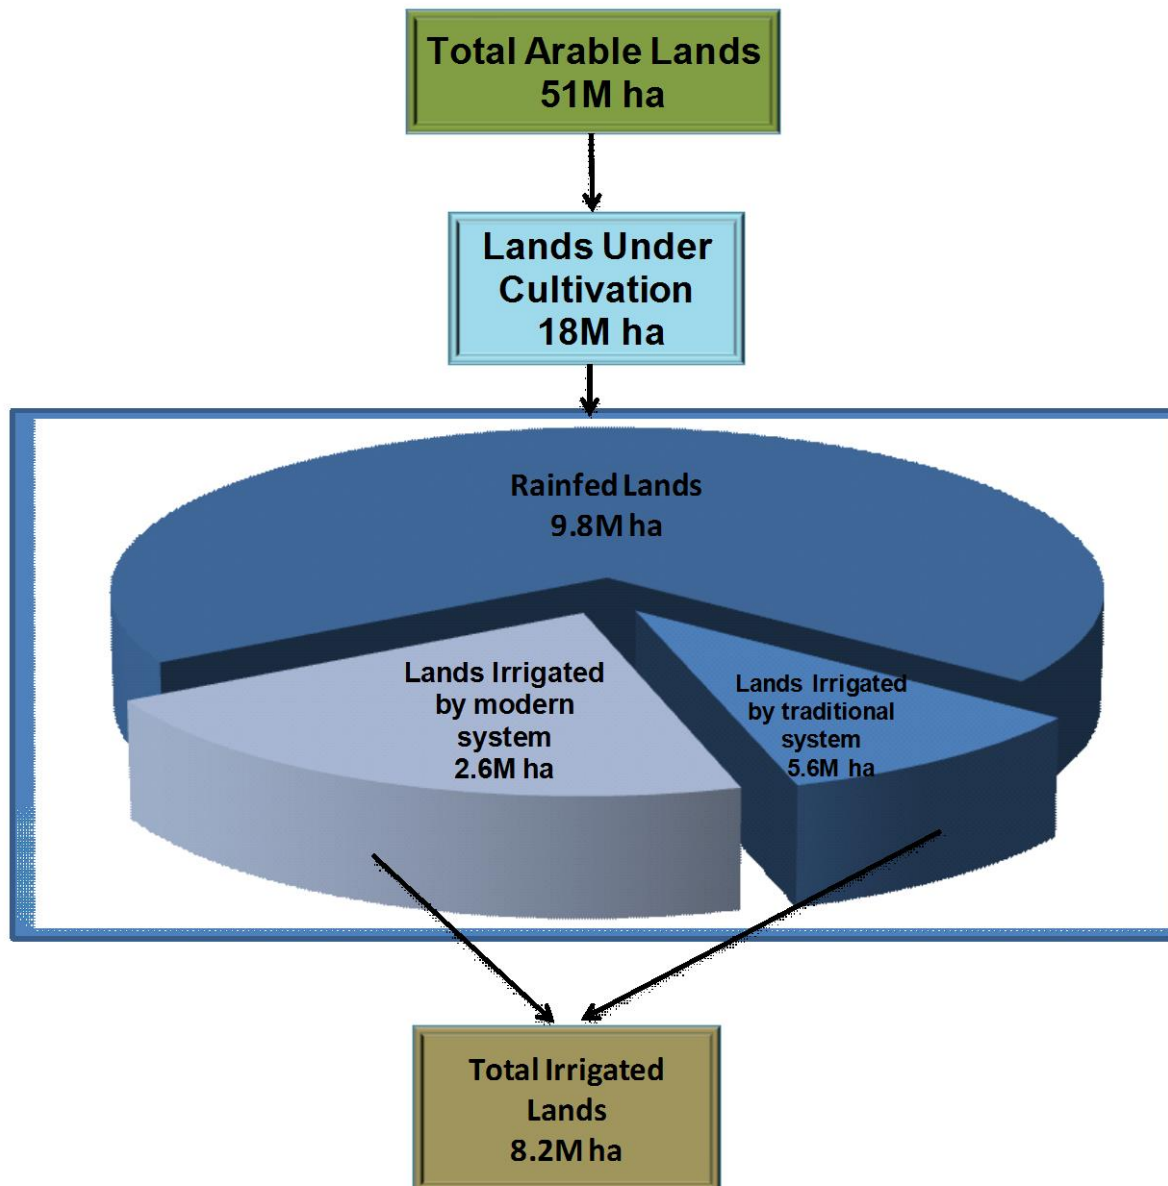 Total Arable Lands
51M ha
Lands Under
Cultivation
18M ha
Rainfed Lands
9.8M ha
Lands Irrigated
by modern
system
2.6M ha
Lands Irrigated
by traditional
system
5.6M ha
Total Irrigated
Lands
8.2M ha